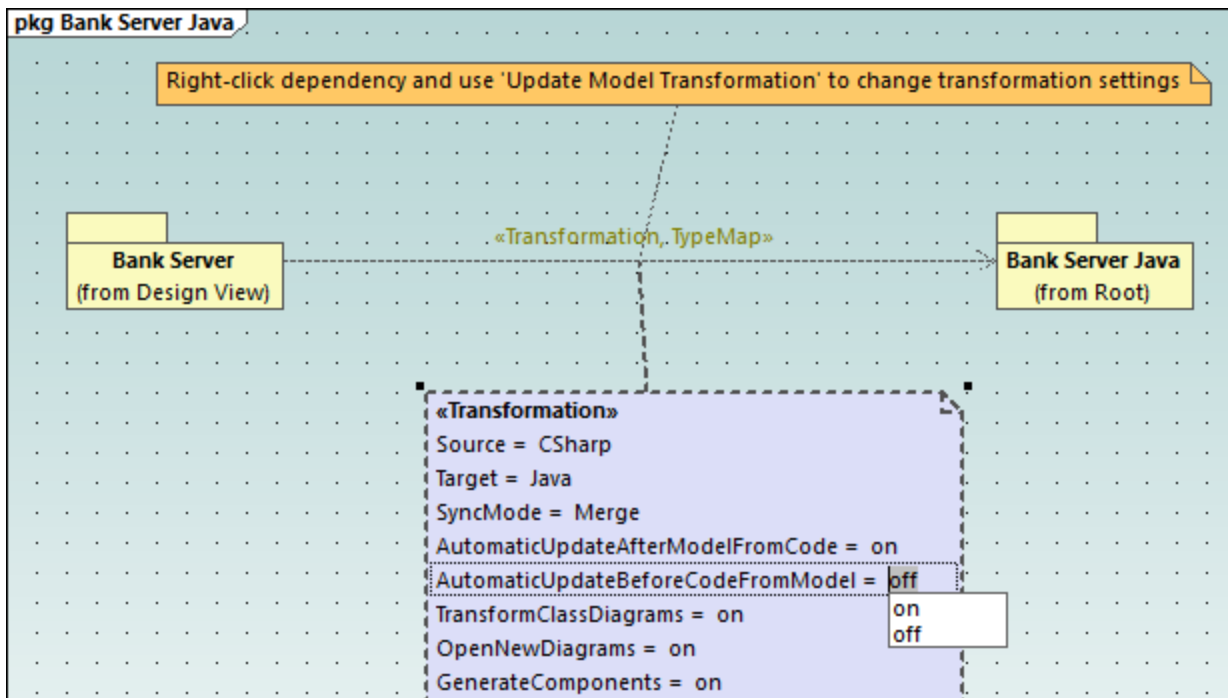 pkg Bank Server Java
Right-click dependency and use 'Update Model Transformation' to change transformation settings
«Transformation, TypeMap»
Bank Server
(from Design View)
Bank Server Java
(from Root)
«Transformation»
Source = CSharp
Target = Java
SyncMode = Merge
AutomaticUpdateAfterModelFromCode = on
AutomaticUpdateBeforeCodeFromModel = off
on
off
TransformClassDiagrams = on
OpenNewDiagrams = on
GenerateComponents = on